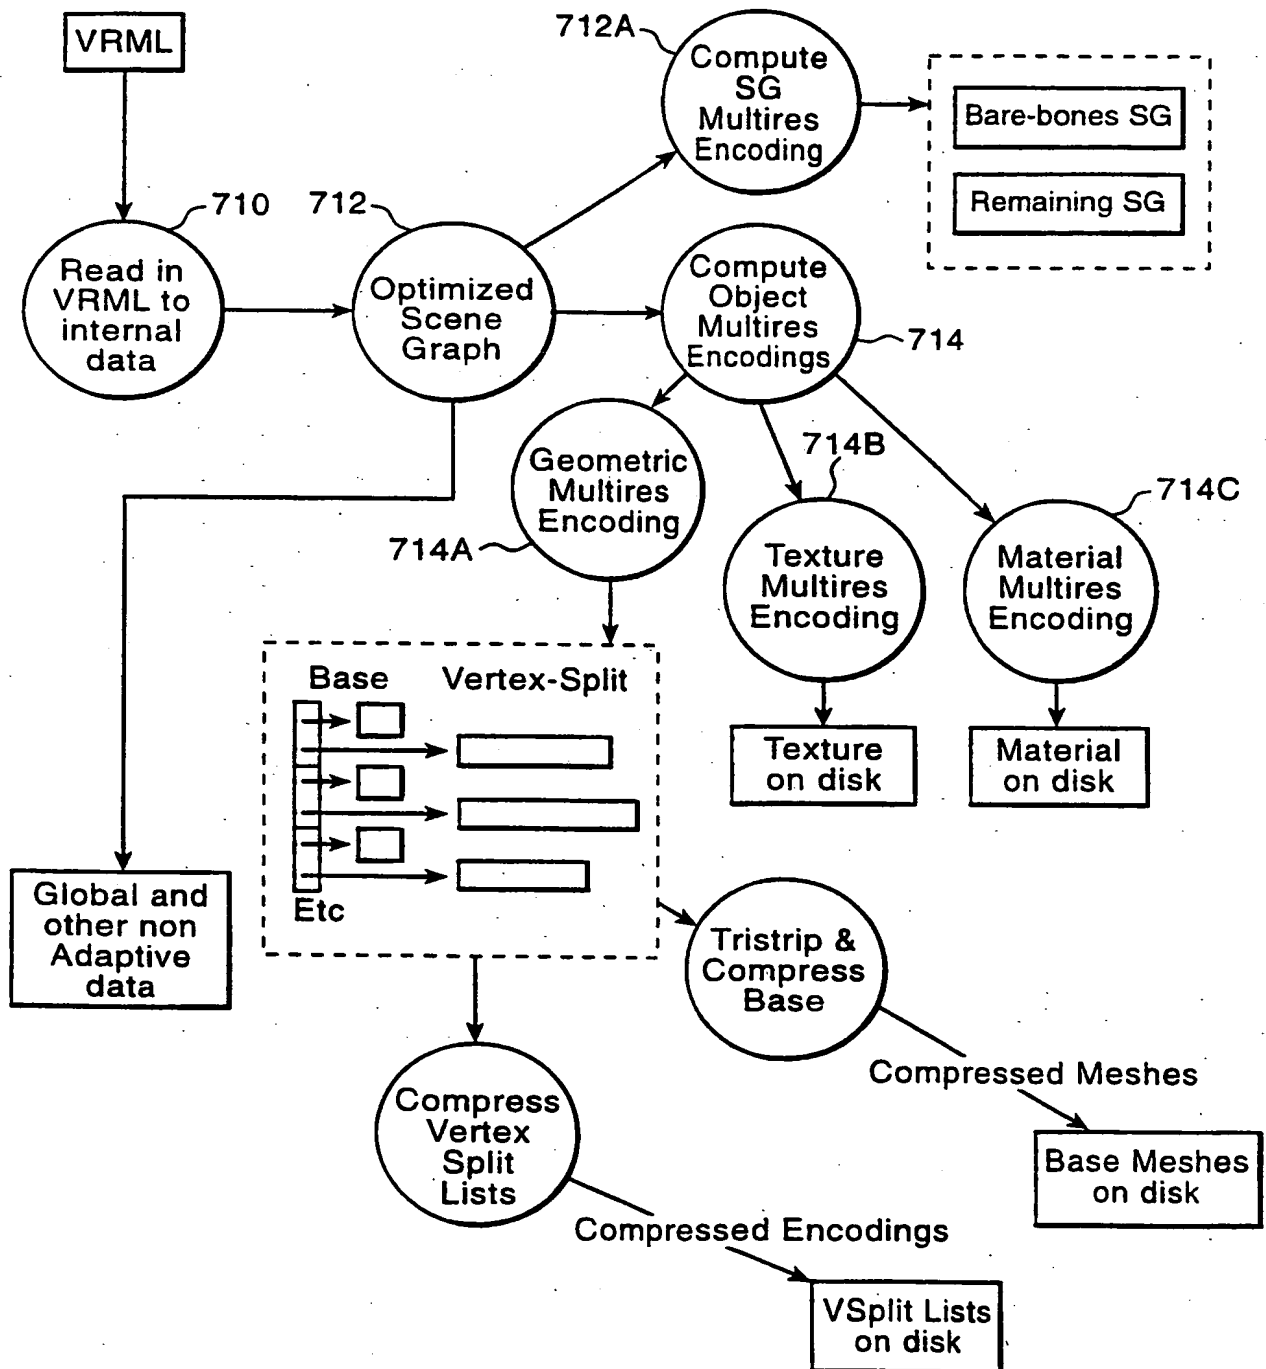 VRML
712A
Compute
SG
Multires
Encoding
Bare-bones SG
Remaining SG
710
712
Read in
VRML to
internal
data
Optimized
Scene
Graph
Compute
Object
Multires
Encodings
714
Geometric
Multires
Encoding
714A
714B
714C
Texture
Multires
Encoding
Material
Multires
Encoding
Base
Vertex-Split
Etc
Texture
on disk
Material
on disk
Global and
other non
Adaptive
data
Tristrip &
Compress
Base
Compressed Meshes
Base Meshes
on disk
Compress
Vertex
Split
Lists
Compressed Encodings
VSplit Lists
on disk